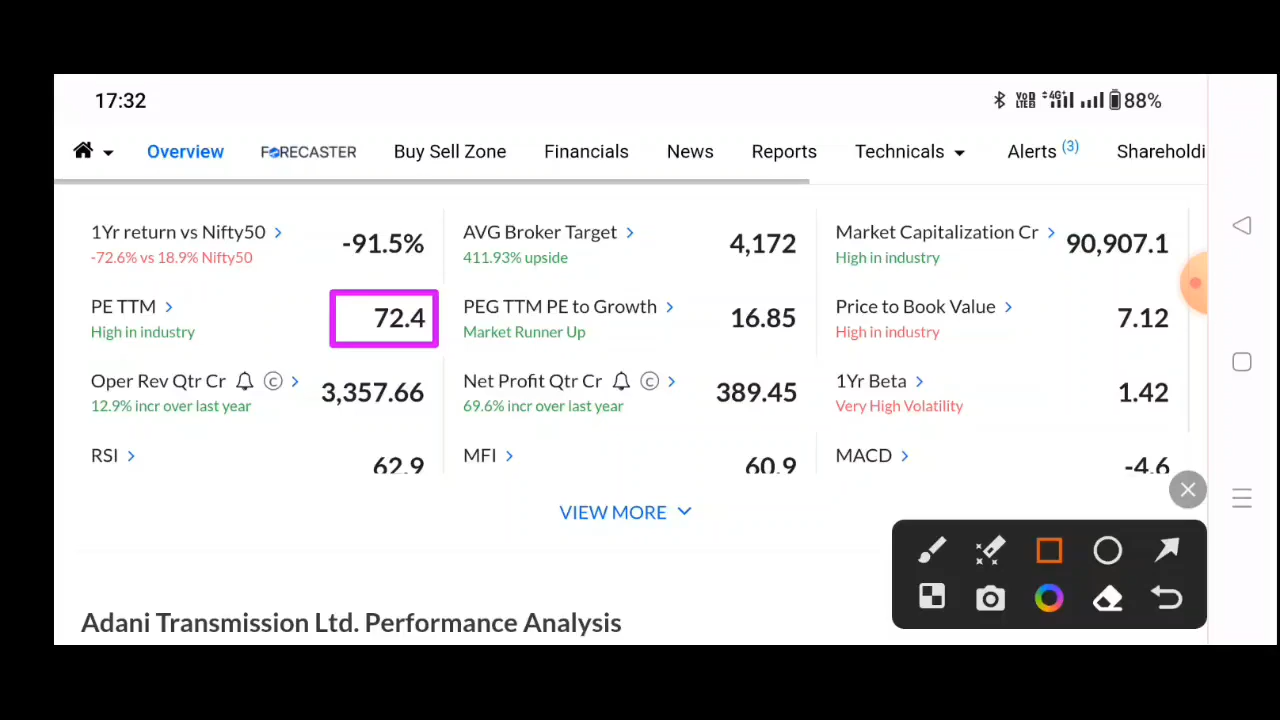 17:32
VoD LTEB 4G+ 88%
Overview FORECASTER Buy Sell Zone Financials News Reports Technicals Alerts (3) Shareholdi
1Yr return vs Nifty50 -91.5% AVG Broker Target 4,172 Market Capitalization Cr 90,907.1
-72.6% vs 18.9% Nifty50 411.93% upside High in industry
PE TTM 72.4 PEG TTM PE to Growth 16.85 Price to Book Value 7.12
High in industry Market Runner Up High in industry
Oper Rev Qtr Cr © 3,357.66 Net Profit Qtr Cr © 389.45 1Yr Beta 1.42
12.9% incr over last year 69.6% incr over last year Very High Volatility
RSI 62.9 MFI 60.9 MACD -4.6
VIEW MORE
Adani Transmission Ltd. Performance Analysis